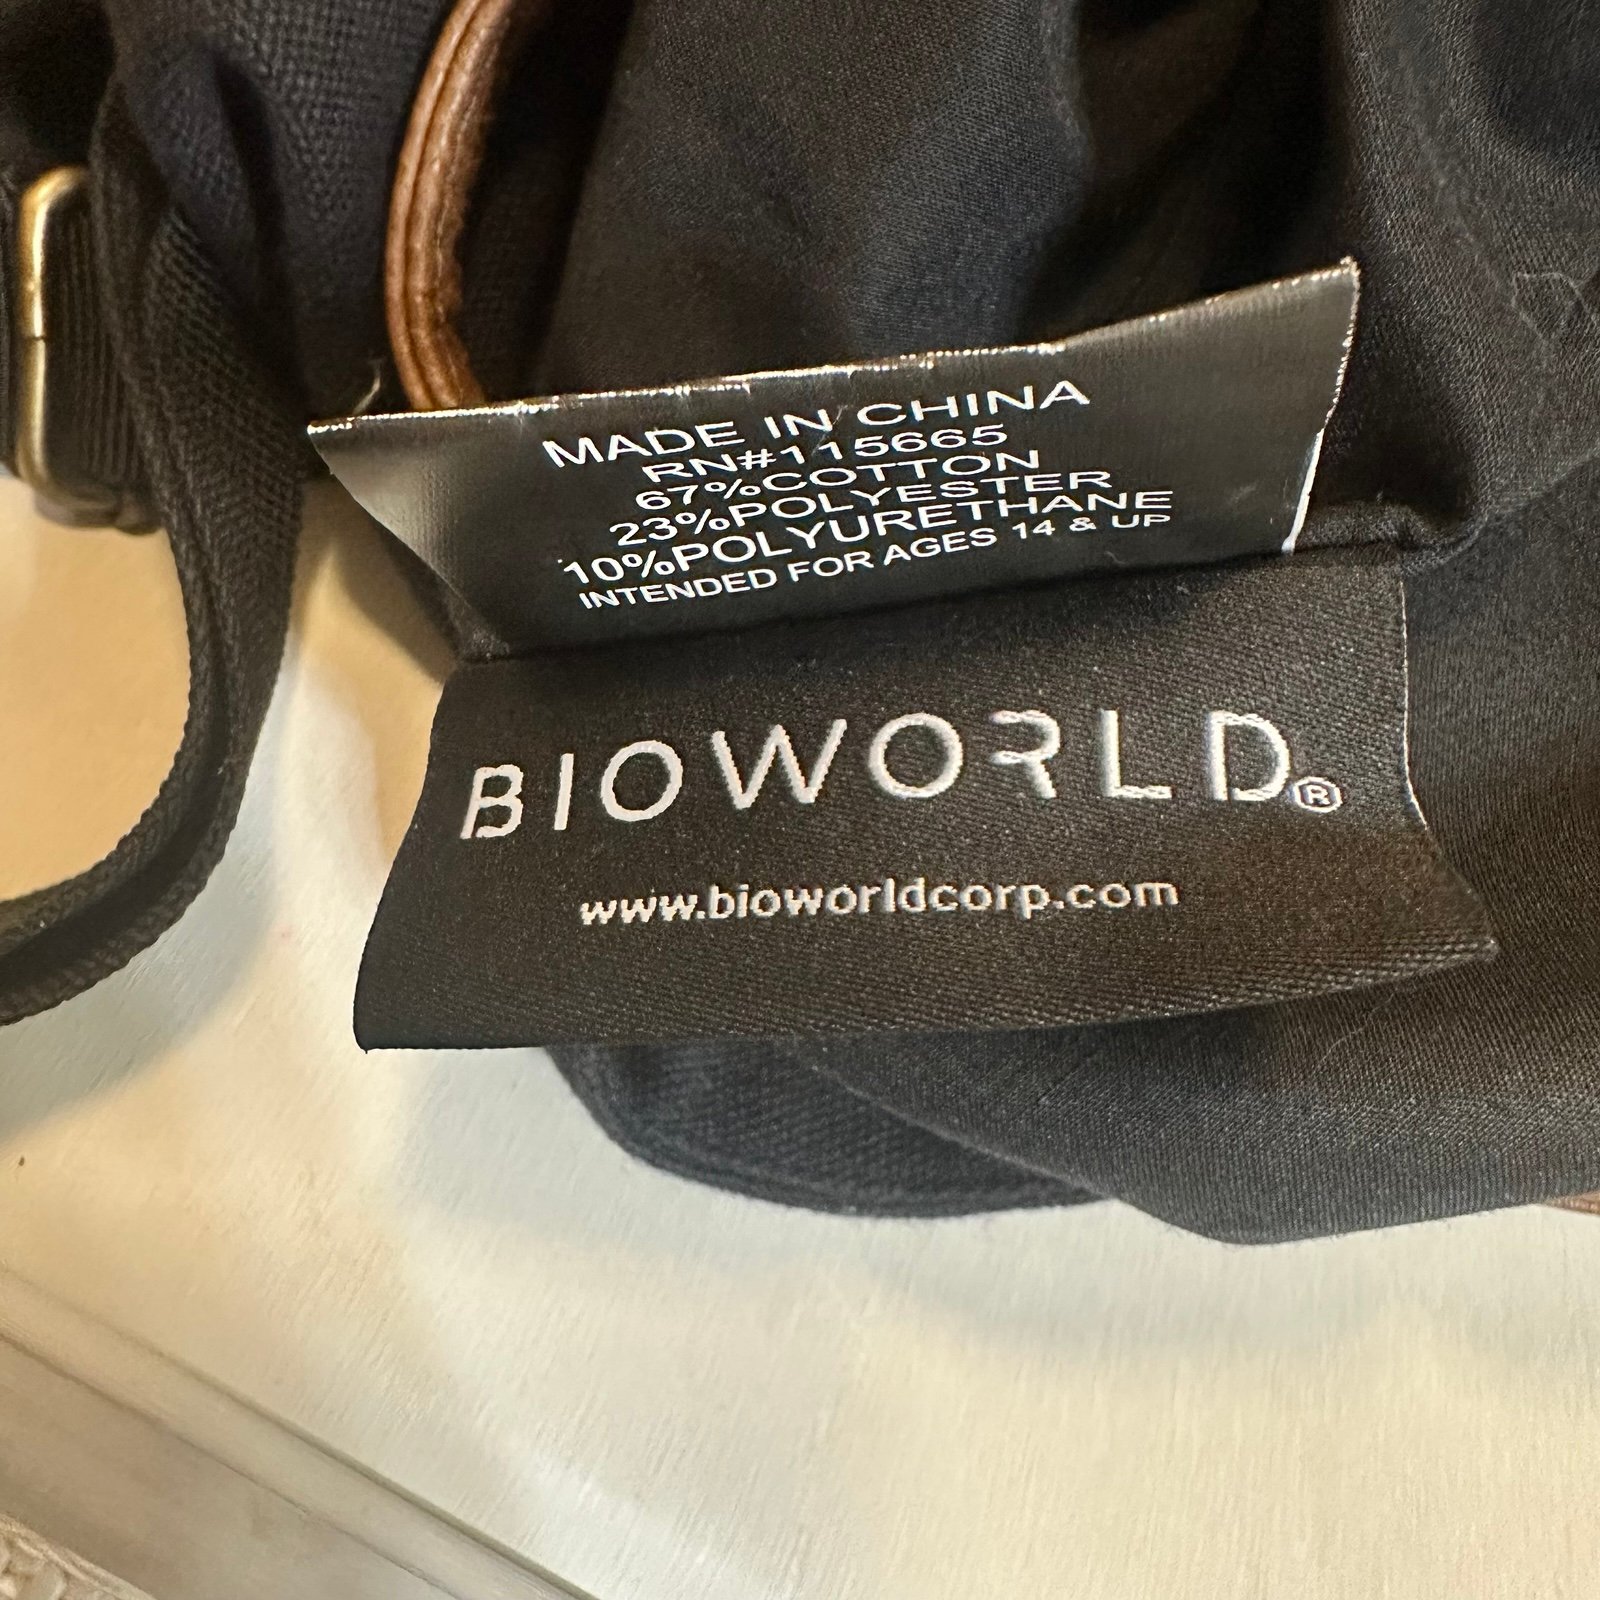 MADE IN CHINA
RN#115665
67%COTTON
23%POLYESTER
10%POLYURETHANE
INTENDED FOR AGES 14 & UP
BIOWORLD®
www.bioworldcorp.com